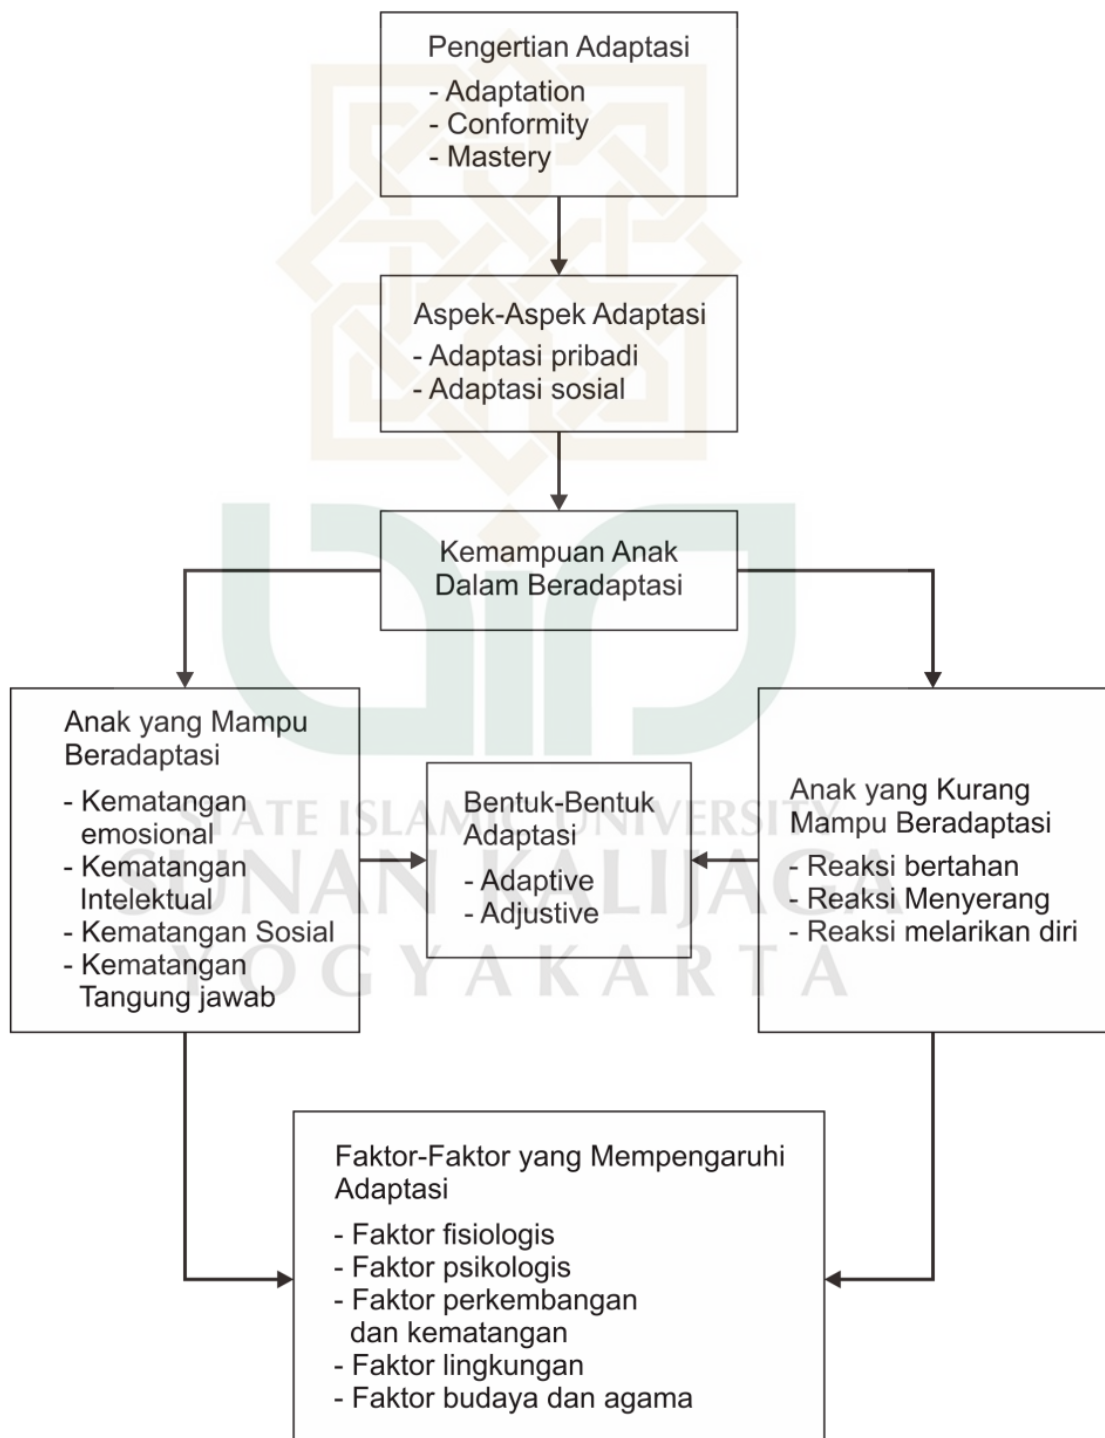 Pengertian Adaptasi
- Adaptation
- Conformity
- Mastery
Aspek-Aspek Adaptasi
- Adaptasi pribadi
- Adaptasi sosial
Kemampuan Anak
Dalam Beradaptasi
Anak yang Mampu
Beradaptasi
- Kematangan
emosional
- Kematangan
Intelektual
- Kematangan Sosial
- Kematangan
Tangung jawab
Bentuk-Bentuk
Adaptasi
- Adaptive
- Adjustive
Anak yang Kurang
Mampu Beradaptasi
- Reaksi bertahan
- Reaksi Menyerang
- Reaksi melarikan diri
STATE ISLAMIC UNIVERSITY
SUNAN KALIJAGA
YOGYAKARTA
Faktor-Faktor yang Mempengaruhi
Adaptasi
- Faktor fisiologis
- Faktor psikologis
- Faktor perkembangan
dan kematangan
- Faktor lingkungan
- Faktor budaya dan agama